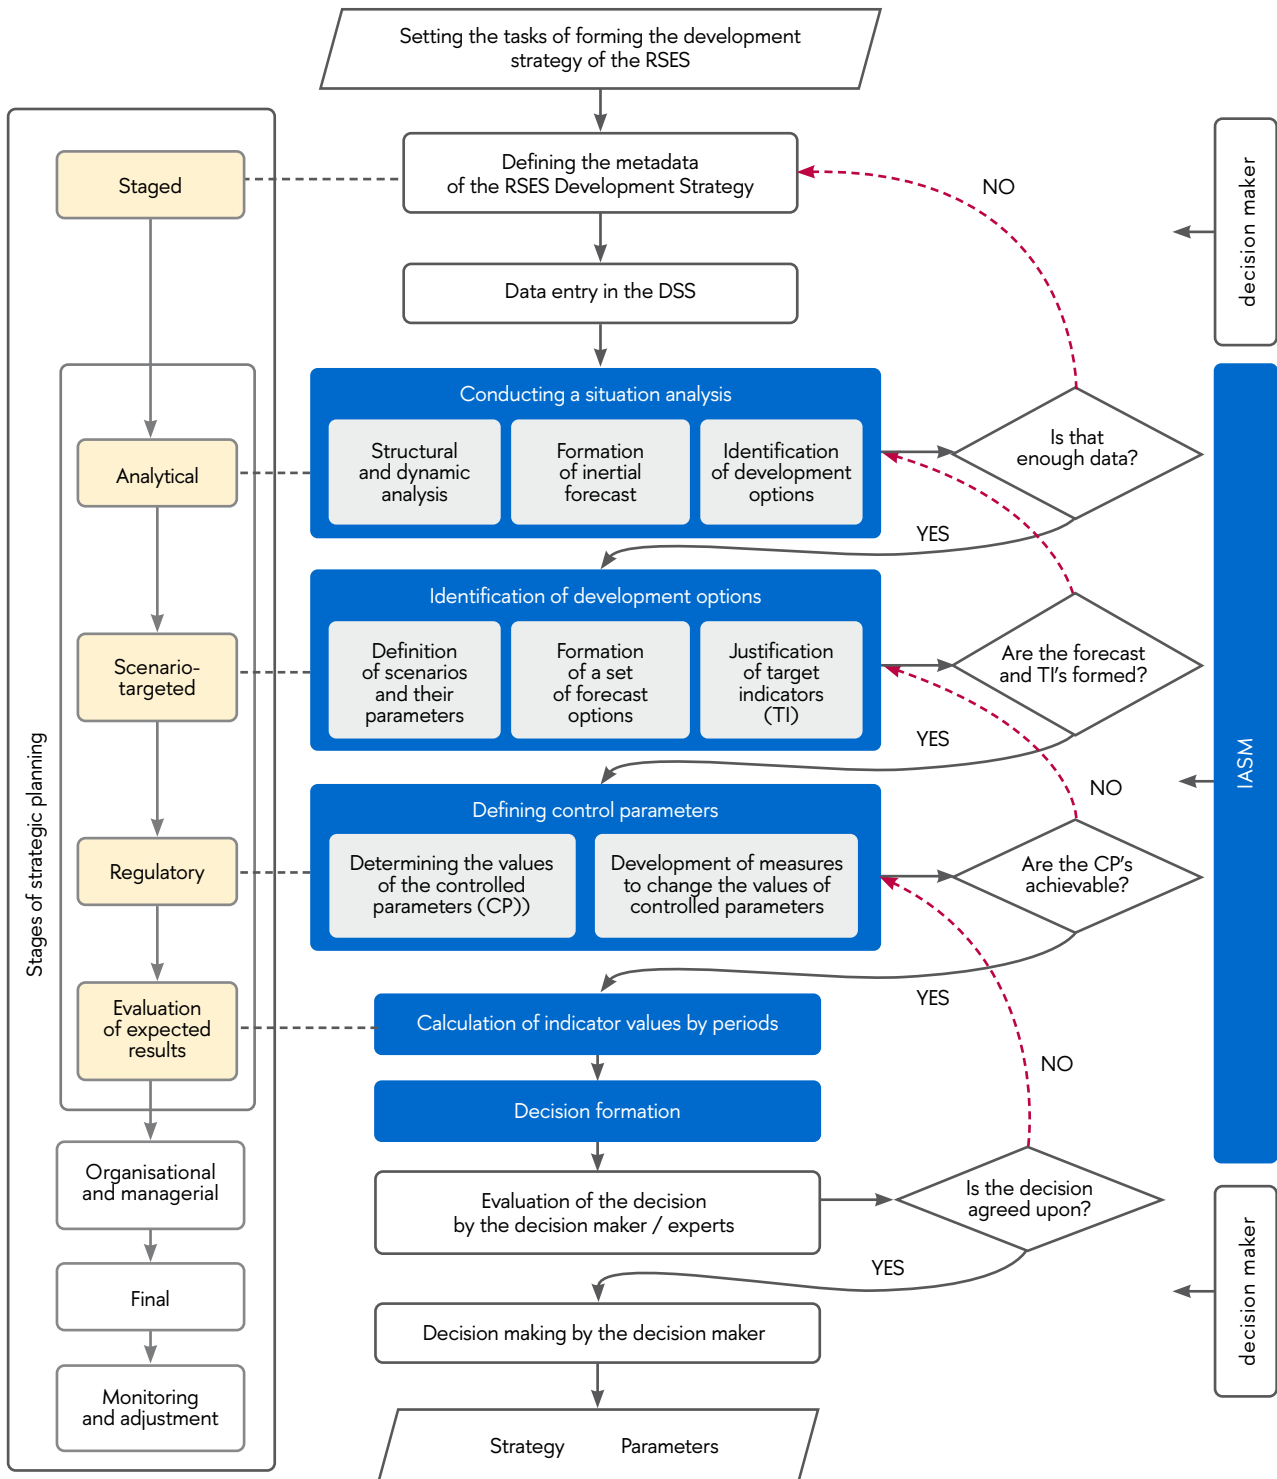 Setting the tasks of forming the development
strategy of the RSES
Defining the metadata
of the RSES Development Strategy
Data entry in the DSS
Conducting a situation analysis
Structural
and dynamic
analysis
Formation
of inertial
forecast
Identification
of development
options
Is that
enough data?
NO
YES
Identification of development options
Definition
of scenarios
and their
parameters
Formation
of a set
of forecast
options
Justification
of target
indicators
(TI)
Are the forecast
and TI's formed?
YES
NO
Defining control parameters
Determining the values
of the controlled
parameters (CP))
Development of measures
to change the values of
controlled parameters
Are the CP's
achievable?
YES
NO
Calculation of indicator values by periods
Decision formation
Evaluation of the decision
by the decision maker / experts
Is the decision
agreed upon?
YES
Decision making by the decision maker
Strategy
Parameters
Stages of strategic planning
Staged
Analytical
Scenario-
targeted
Regulatory
Evaluation
of expected
results
Organisational
and managerial
Final
Monitoring
and adjustment
decision maker
IASM
decision maker